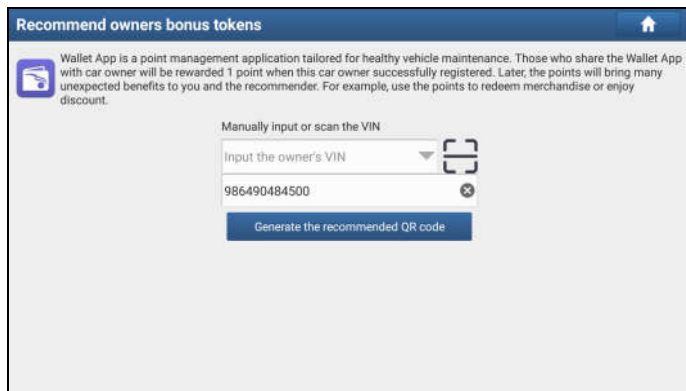 Recommend owners bonus tokens
Wallet App is a point management application tailored for healthy vehicle maintenance. Those who share the Wallet App
with car owner will be rewarded 1 point when this car owner successfully registered. Later, the points will bring many
unexpected benefits to you and the recommender. For example, use the points to redeem merchandise or enjoy
discount.
Manually input or scan the VIN
Input the owner's VIN
986490484500
Generate the recommended QR code